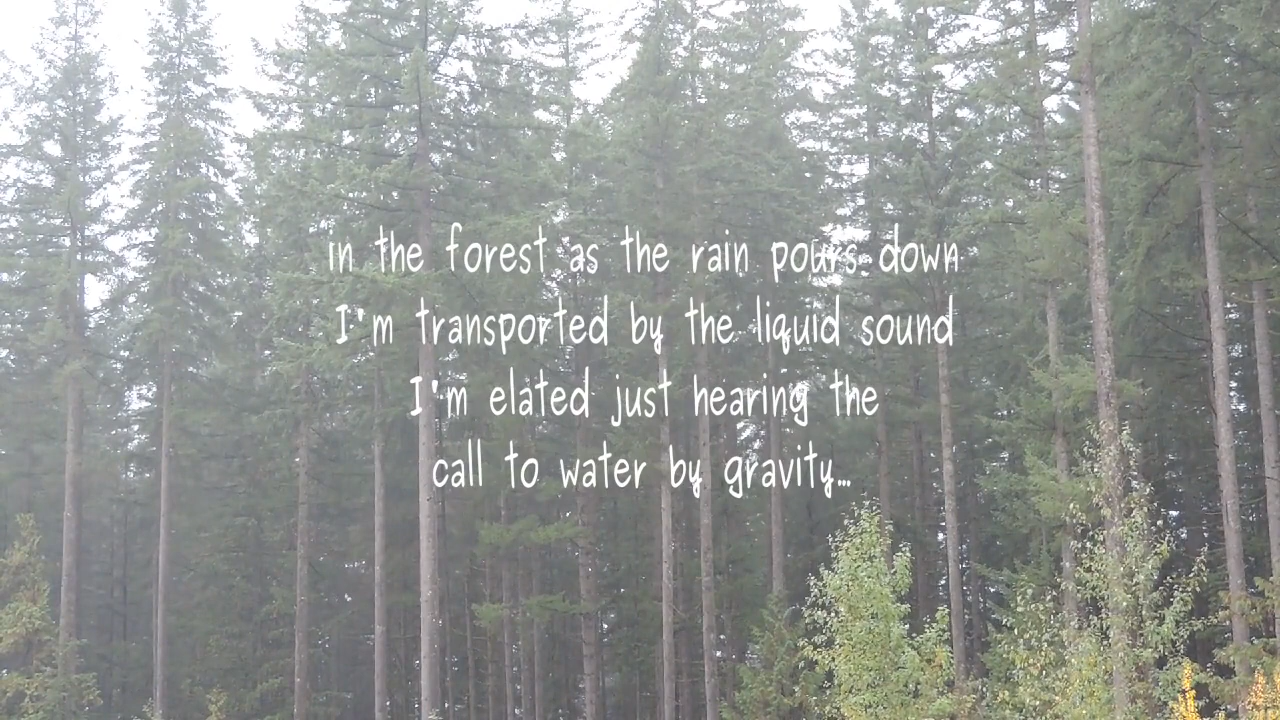 in the forest as the rain pours down
I'm transported by the liquid sound
I'm elated just hearing the
call to water by gravity...